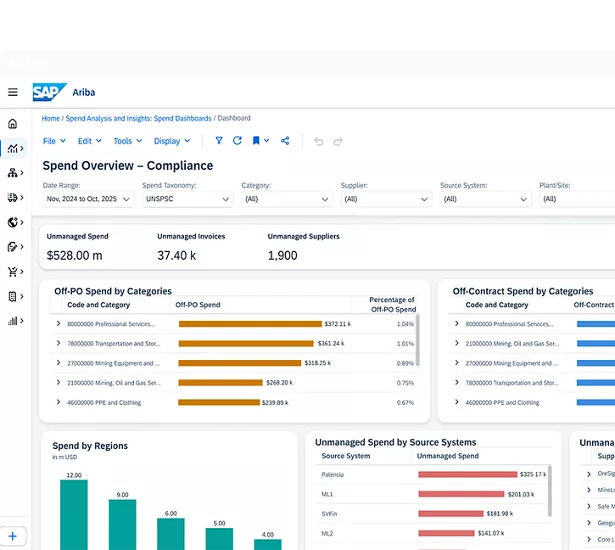 SAP Ariba
Home / Spend Analysis and Insights: Spend Dashboards / Dashboard
File Edit Tools Display
Spend Overview – Compliance
Date Range: Spend Taxonomy: Category: Supplier: Source System: Plant/Site:
Nov, 2024 to Oct, 2025 UNSPSC (All) (All) (All) (All)
Unmanaged Spend Unmanaged Invoices Unmanaged Suppliers
$528.00 m 37.40 k 1,900
Off-PO Spend by Categories
Code and Category Off-PO Spend Percentage of Off-PO Spend
80000000 Professional Services... $372.11 k 1.04%
78000000 Transportation and Stor... $361.24 k 1.01%
27000000 Mining Equipment and ... $318.25 k 0.89%
21000000 Mining, Oil and Gas Ser... $268.20 k 0.75%
46000000 PPE and Clothing $239.89 k 0.67%
Off-Contract Spend by Categories
Code and Category Off-Contract
80000000 Professional Services...
21000000 Mining, Oil and Gas Ser...
27000000 Mining Equipment and ...
78000000 Transportation and Stor...
46000000 PPE and Clothing
Spend by Regions
in m USD
12.00
9.00
6.00
5.00
4.00
Unmanaged Spend by Source Systems
Source System Unmanaged Spend
Palencia $325.17 k
ML1 $201.03 k
SVFin $181.98 k
ML2 $141.07 k
Unmana
Supp
OreSig
MineL
Safe M
Geogu
Core L